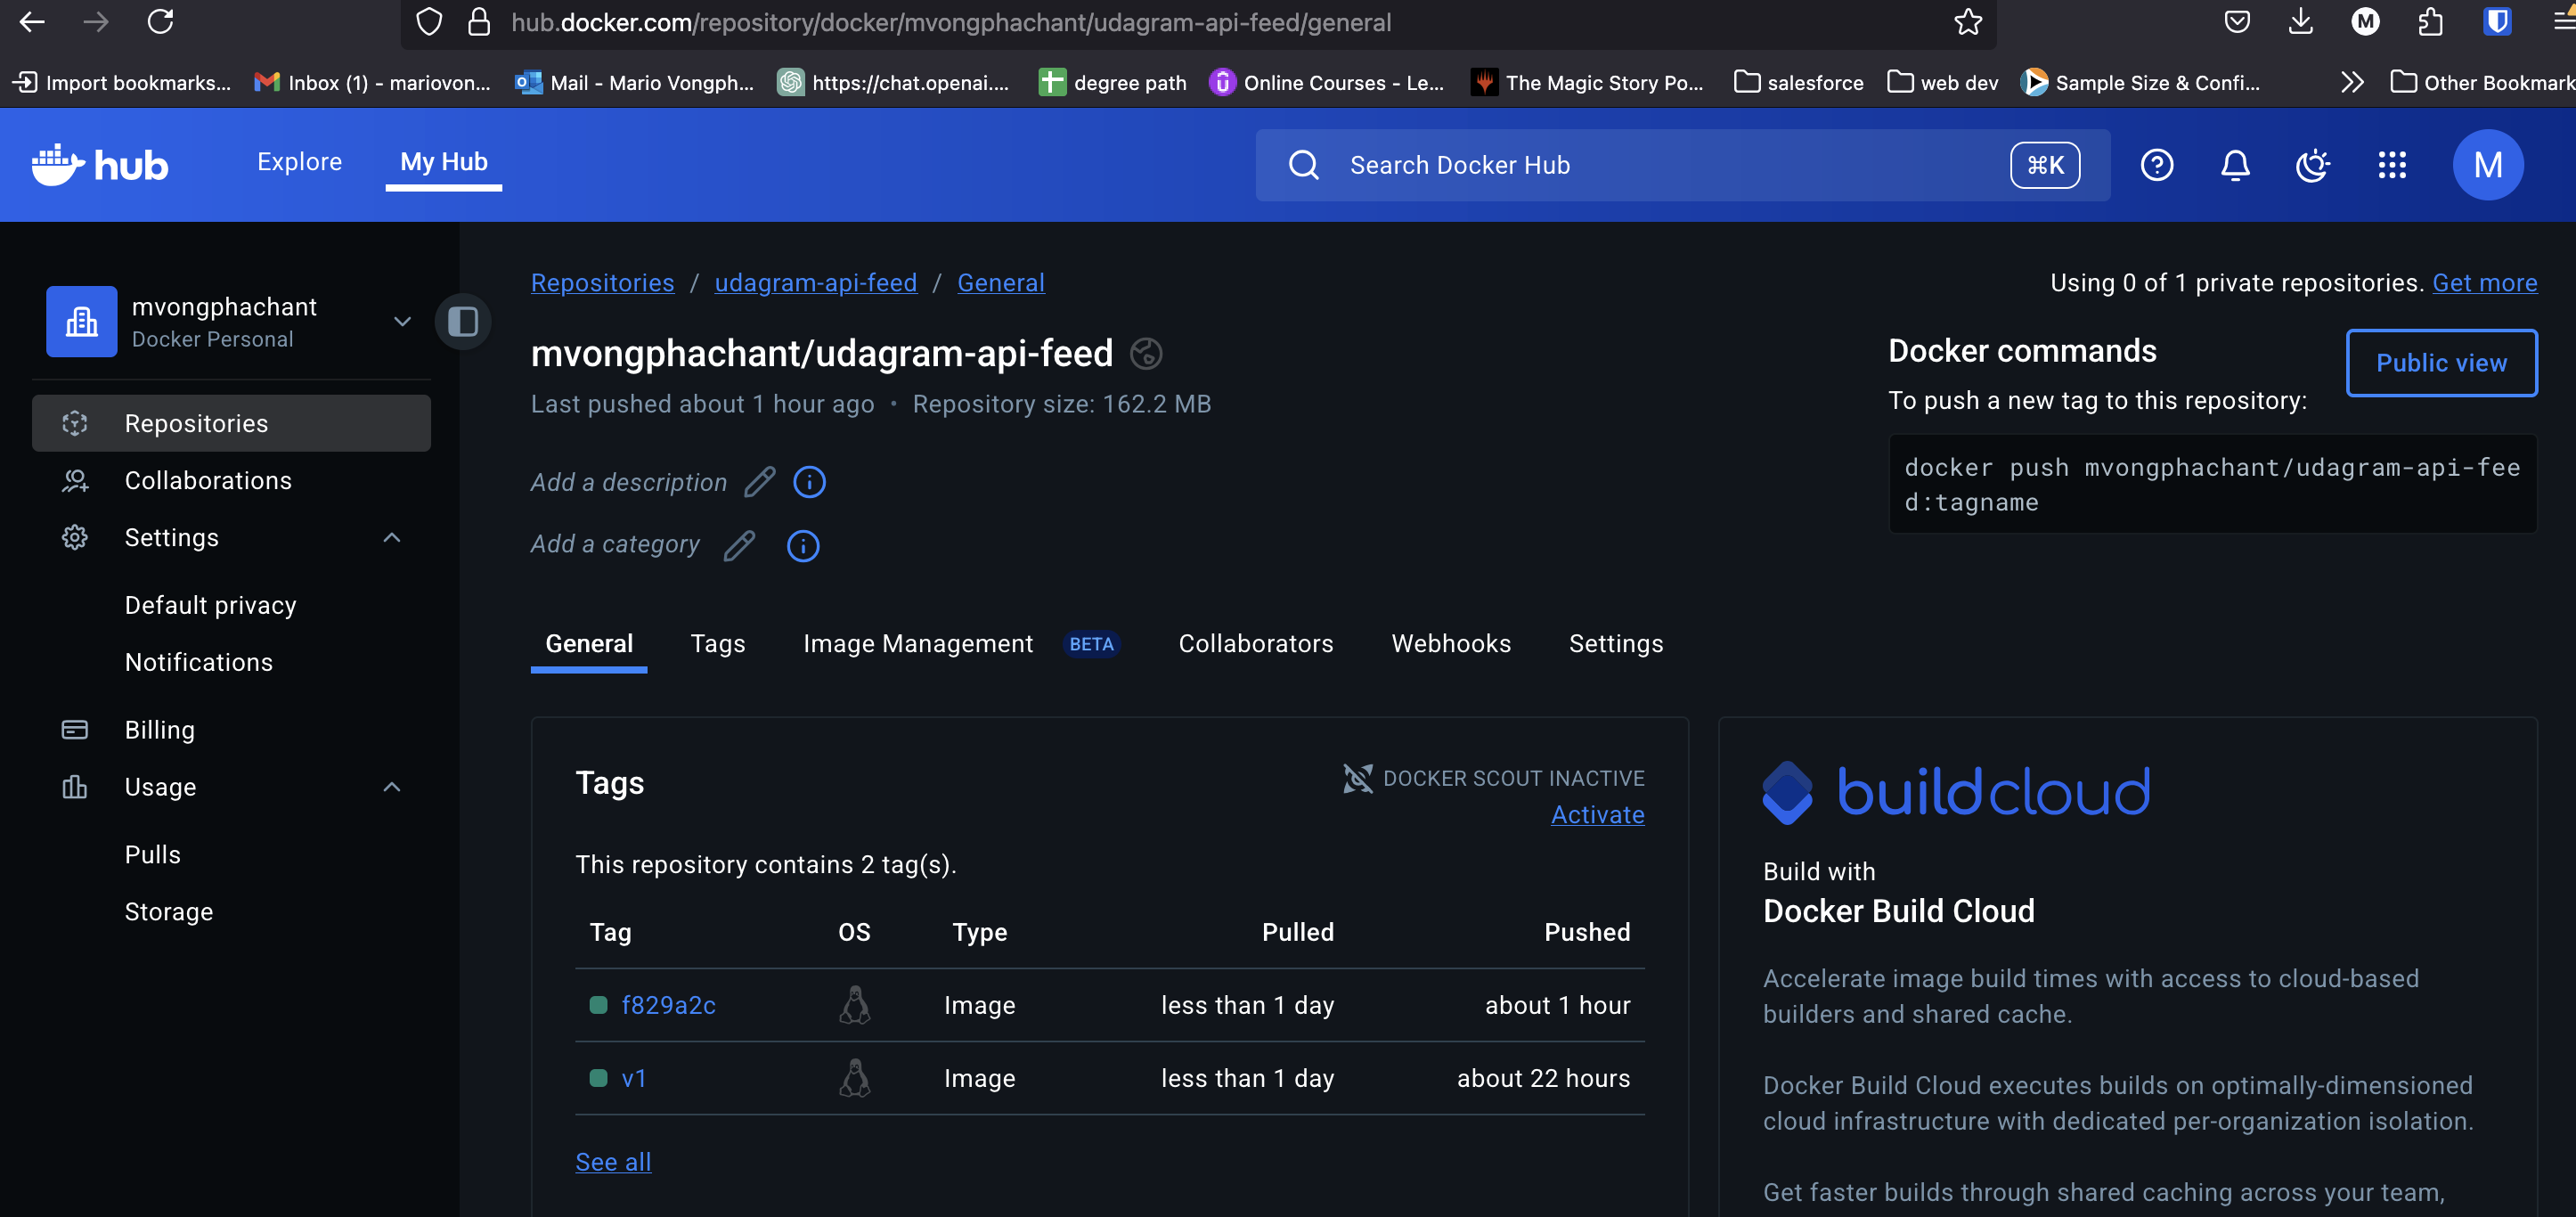 hub.docker.com/repository/docker/mvongphachant/udagram-api-feed/general
M
Import bookmarks...
Inbox (1) - mariovon...
Mail - Mario Vongph...
https://chat.openai....
degree path
Online Courses - Le...
The Magic Story Po...
salesforce
web dev
Sample Size & Confi...
Other Bookmark
hub
Explore
My Hub
Search Docker Hub
⌘K
M
mvongphachant
Docker Personal
Repositories
Collaborations
Settings
Default privacy
Notifications
Billing
Usage
Pulls
Storage
Repositories / udagram-api-feed / General
Using 0 of 1 private repositories. Get more
mvongphachant/udagram-api-feed
Last pushed about 1 hour ago • Repository size: 162.2 MB
Add a description
Add a category
Docker commands
Public view
To push a new tag to this repository:
docker push mvongphachant/udagram-api-fee
d:tagname
General
Tags
Image Management BETA
Collaborators
Webhooks
Settings
Tags
DOCKER SCOUT INACTIVE
Activate
This repository contains 2 tag(s).
Tag OS Type Pulled Pushed
f829a2c Image less than 1 day about 1 hour
v1 Image less than 1 day about 22 hours
See all
buildcloud
Build with
Docker Build Cloud
Accelerate image build times with access to cloud-based
builders and shared cache.
Docker Build Cloud executes builds on optimally-dimensioned
cloud infrastructure with dedicated per-organization isolation.
Get faster builds through shared caching across your team,